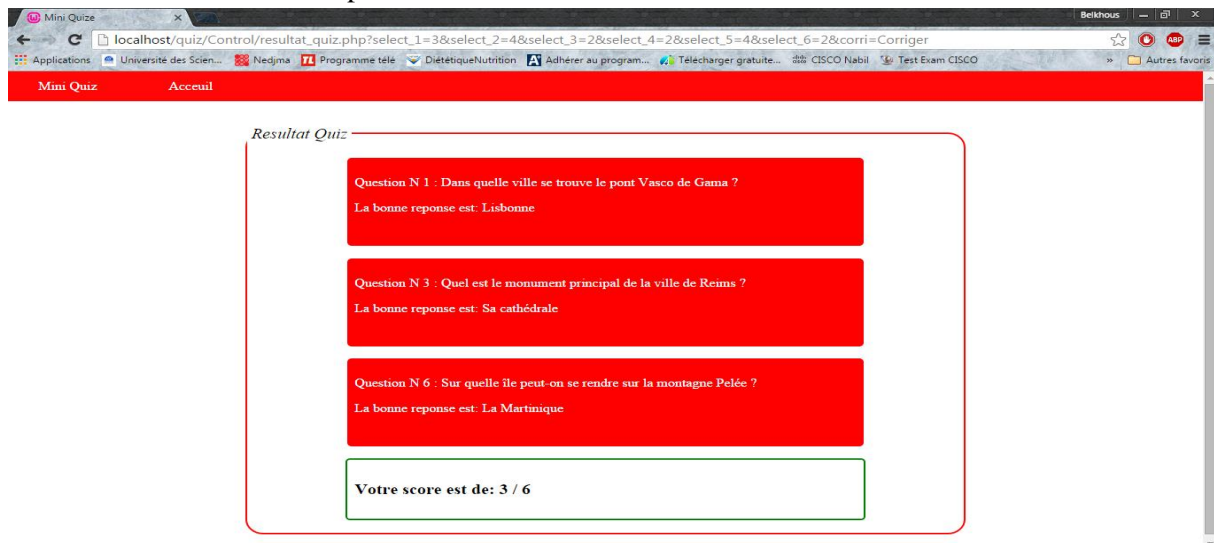 Mini Quize
Belkhous
localhost/quiz/Control/resultat_quiz.php?select_1=3&select_2=4&select_3=2&select_4=2&select_5=4&select_6=2&corri=Corriger
ABP
Applications Université des Scien... Nedjma Programme télé DiététiqueNutrition Adhérer au program... Télécharger gratuite... CISCO Nabil Test Exam CISCO » Autres favoris
Mini Quiz Acceuil
Resultat Quiz
Question N 1 : Dans quelle ville se trouve le pont Vasco de Gama ?
La bonne reponse est: Lisbonne
Question N 3 : Quel est le monument principal de la ville de Reims ?
La bonne reponse est: Sa cathédrale
Question N 6 : Sur quelle île peut-on se rendre sur la montagne Pelée ?
La bonne reponse est: La Martinique
Votre score est de: 3 / 6